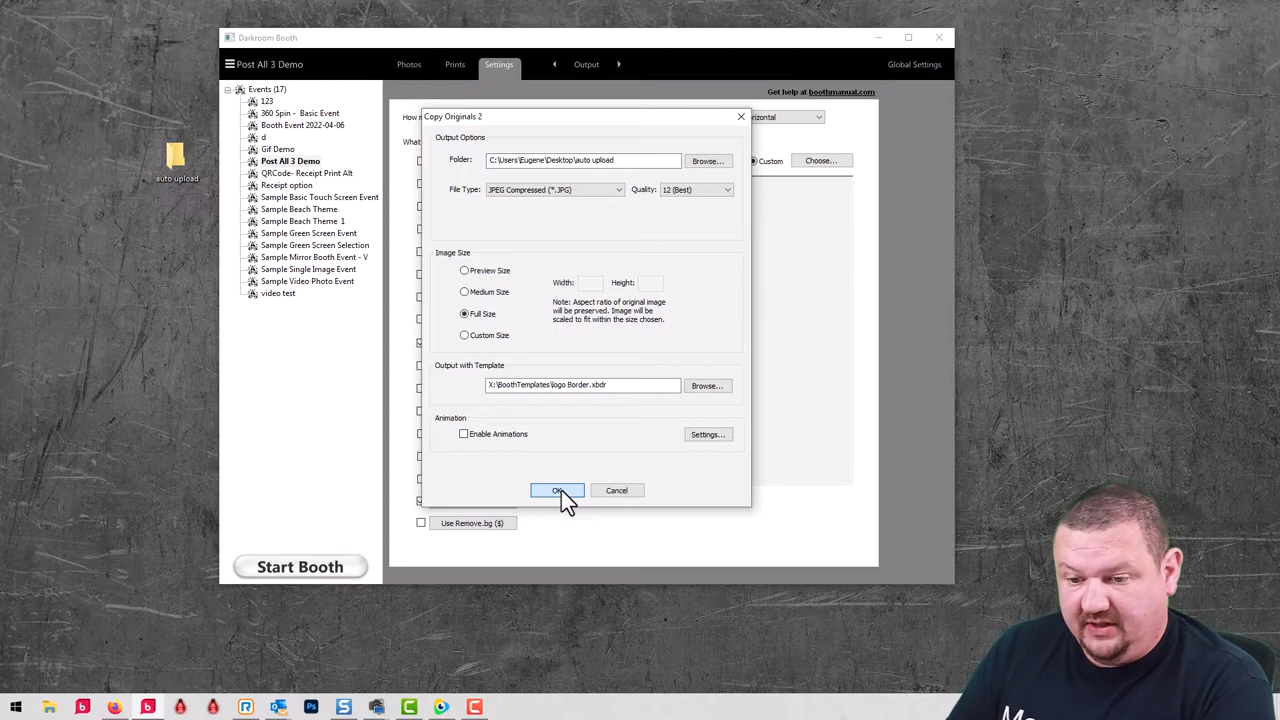 Darkroom Booth
Post All 3 Demo
Photos Prints Settings Output Global Settings
Events (17)
123
360 Spin - Basic Event
Booth Event 2022-04-06
d
Gif Demo
Post All 3 Demo
QRCode- Receipt Print Alt
Receipt option
Sample Basic Touch Screen Event
Sample Beach Theme
Sample Beach Theme 1
Sample Green Screen Event
Sample Green Screen Selection
Sample Mirror Booth Event - V
Sample Single Image Event
Sample Video Photo Event
video test
Start Booth
auto upload
Get help at boothmanual.com
How
What
Custom Choose...
Copy Originals 2
Output Options
Folder: C:\Users\Eugene\Desktop\auto upload Browse...
File Type: JPEG Compressed (*.JPG) Quality: 12 (Best)
Image Size
Preview Size
Medium Size
Full Size
Custom Size
Width: Height:
Note: Aspect ratio of original image
will be preserved. Image will be
scaled to fit within the size chosen.
Output with Template
X:\BoothTemplates\logo Border.xbdr Browse...
Animation
Enable Animations Settings...
OK Cancel
Use Remove.bg ($)